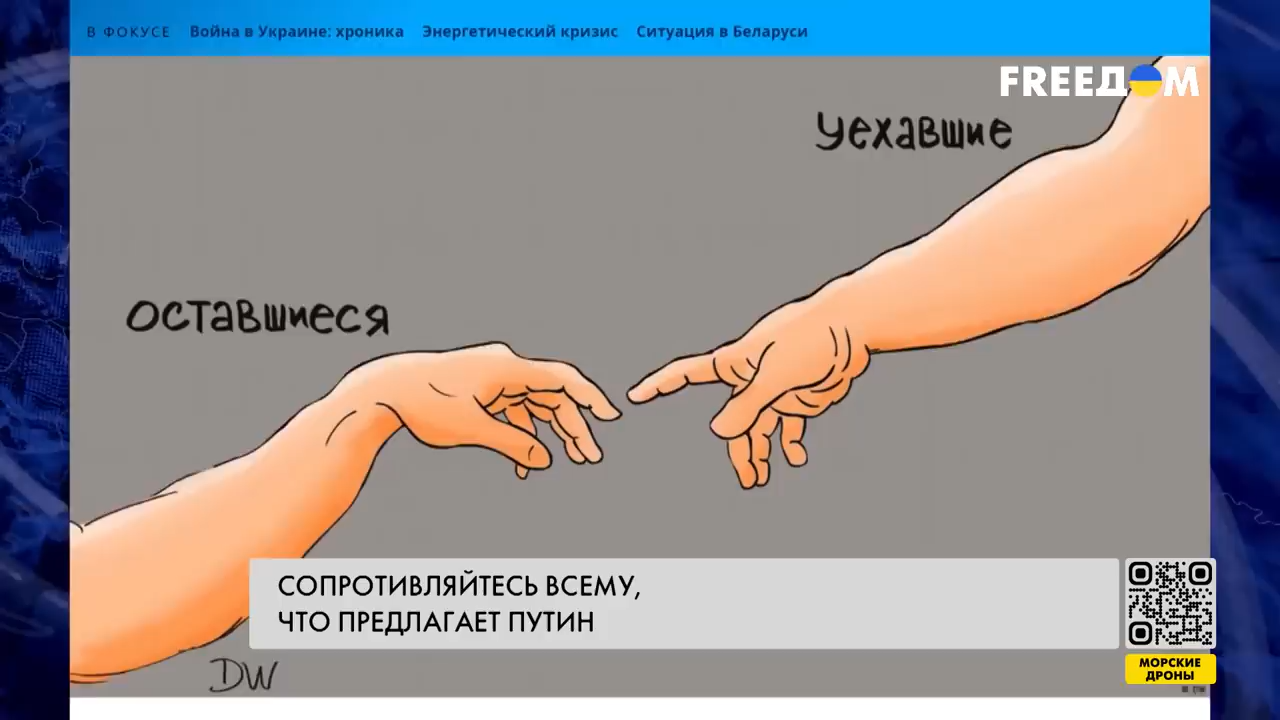 В ФОКУСЕ Война в Украине: хроника Энергетический кризис Ситуация в Беларуси
FREEДОМ
уехавшие
оставшиеся
СОПРОТИВЛЯЙТЕСЬ ВСЕМУ,
ЧТО ПРЕДЛАГАЕТ ПУТИН
DW
МОРСКИЕ
ДРОНЫ